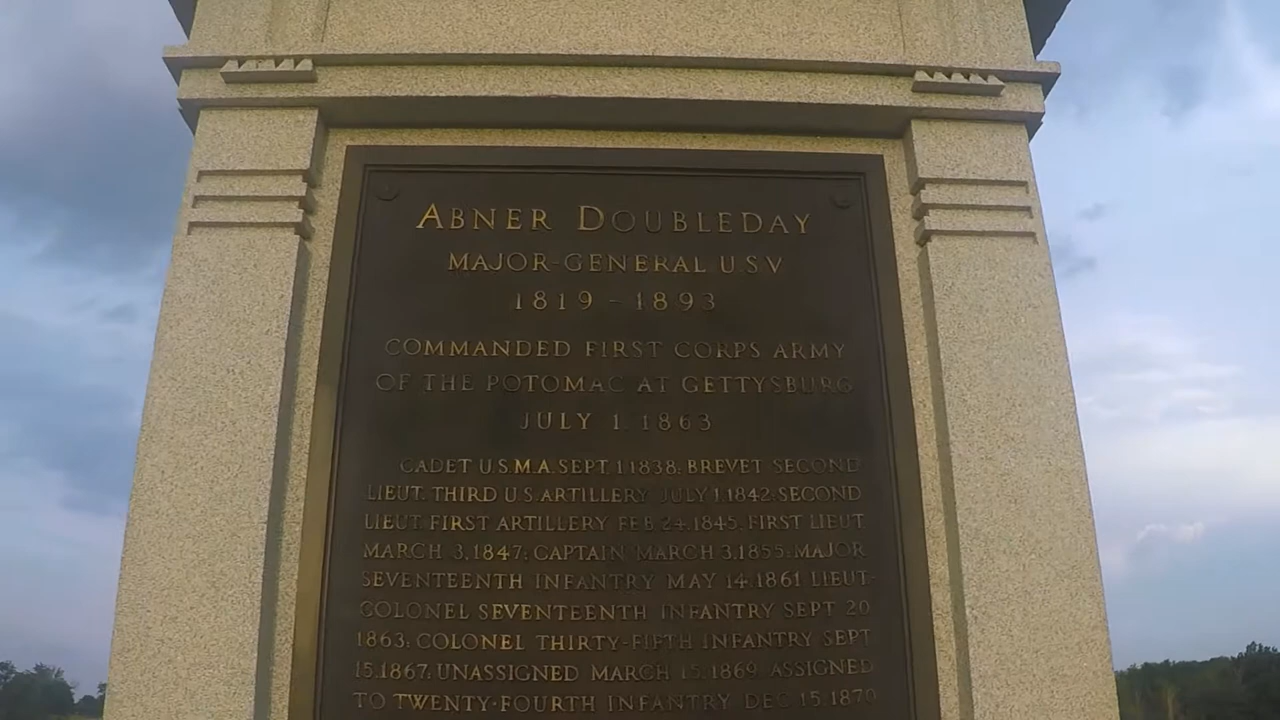 ABNER DOUBLEDAY
MAJOR-GENERAL U.S.V
1819 - 1893
COMMANDED FIRST CORPS ARMY
OF THE POTOMAC AT GETTYSBURG
JULY 1 1863
CADET U.S.M.A. SEPT. 1 1838; BREVET SECOND
LIEUT. THIRD U.S. ARTILLERY JULY 1.1842; SECOND
LIEUT. FIRST ARTILLERY FEB 24.1845. FIRST LIEUT.
MARCH 3.1847; CAPTAIN MARCH 3.1855; MAJOR
SEVENTEENTH INFANTRY MAY 14.1861 LIEUT-
COLONEL SEVENTEENTH INFANTRY SEPT 20
1863; COLONEL THIRTY-FIFTH INFANTRY SEPT
15.1867. UNASSIGNED MARCH 15.1869. ASSIGNED
TO TWENTY-FOURTH INFANTRY DEC 15.1870